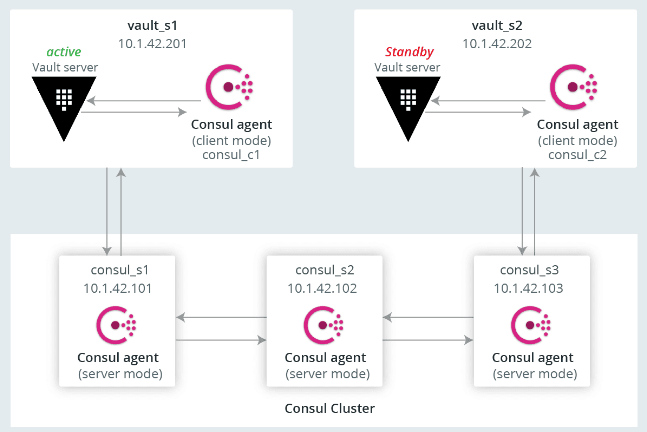 vault_s1
10.1.42.201
active
Vault server
Consul agent
(client mode)
consul_c1
vault_s2
10.1.42.202
Standby
Vault server
Consul agent
(client mode)
consul_c2
consul_s1
10.1.42.101
Consul agent
(server mode)
consul_s2
10.1.42.102
Consul agent
(server mode)
consul_s3
10.1.42.103
Consul agent
(server mode)
Consul Cluster